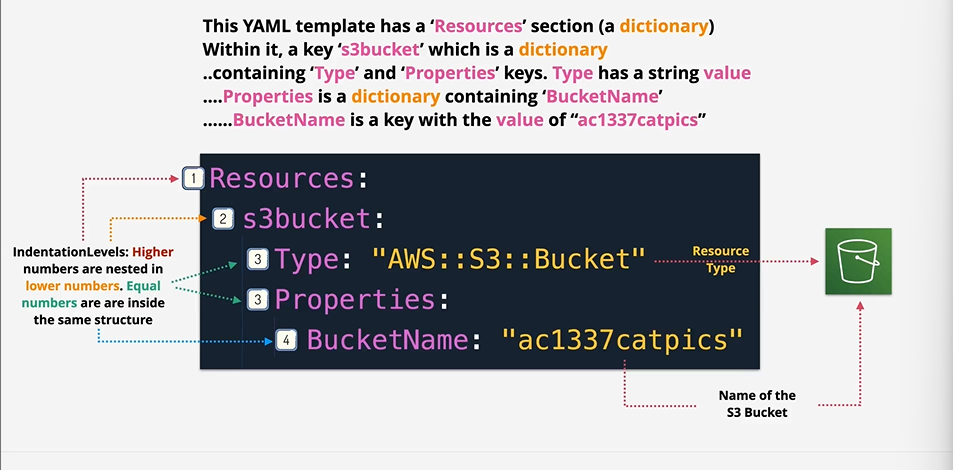 This YAML template has a ‘Resources’ section (a dictionary)
Within it, a key ‘s3bucket’ which is a dictionary
..containing ‘Type’ and ‘Properties’ keys. Type has a string value
....Properties is a dictionary containing ‘BucketName’
......BucketName is a key with the value of “ac1337catpics”
1 Resources:
2 s3bucket:
3 Type: "AWS::S3::Bucket"
3 Properties:
4 BucketName: "ac1337catpics"
IndentationLevels: Higher
numbers are nested in
lower numbers. Equal
numbers are are inside
the same structure
Resource
Type
Name of the
S3 Bucket